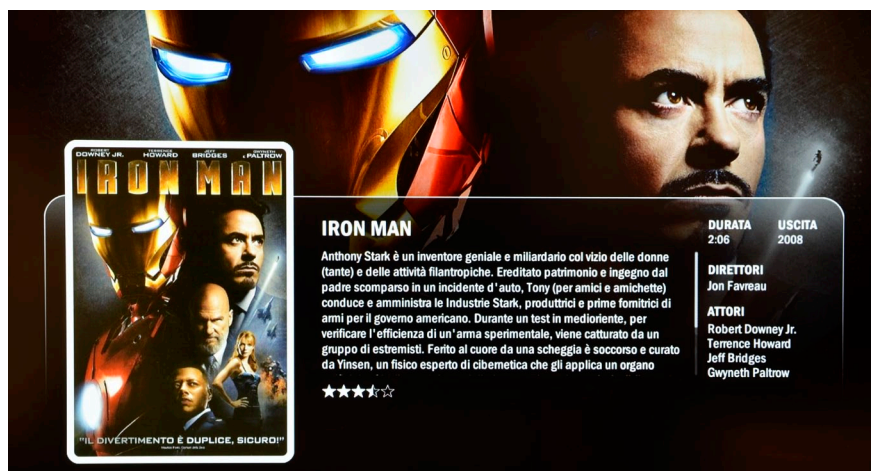 ROBERT DOWNEY JR.
TERRENCE HOWARD
JEFF BRIDGES
GWYNETH PALTROW
IRON MAN
"IL DIVERTIMENTO È DUPLICE, SICURO!"
IRON MAN
Anthony Stark è un inventore geniale e miliardario col vizio delle donne
(tante) e delle attività filantropiche. Ereditato patrimonio e ingegno dal
padre scomparso in un incidente d'auto, Tony (per amici e amichette)
conduce e amministra le Industrie Stark, produttrici e prime fornitrici di
armi per il governo americano. Durante un test in medioriente, per
verificare l'efficienza di un'arma sperimentale, viene catturato da un
gruppo di estremisti. Ferito al cuore da una scheggia è soccorso e curato
da Yinsen, un fisico esperto di cibernetica che gli applica un organo
DURATA
2:06
USCITA
2008
DIRETTORI
Jon Favreau
ATTORI
Robert Downey Jr.
Terrence Howard
Jeff Bridges
Gwyneth Paltrow